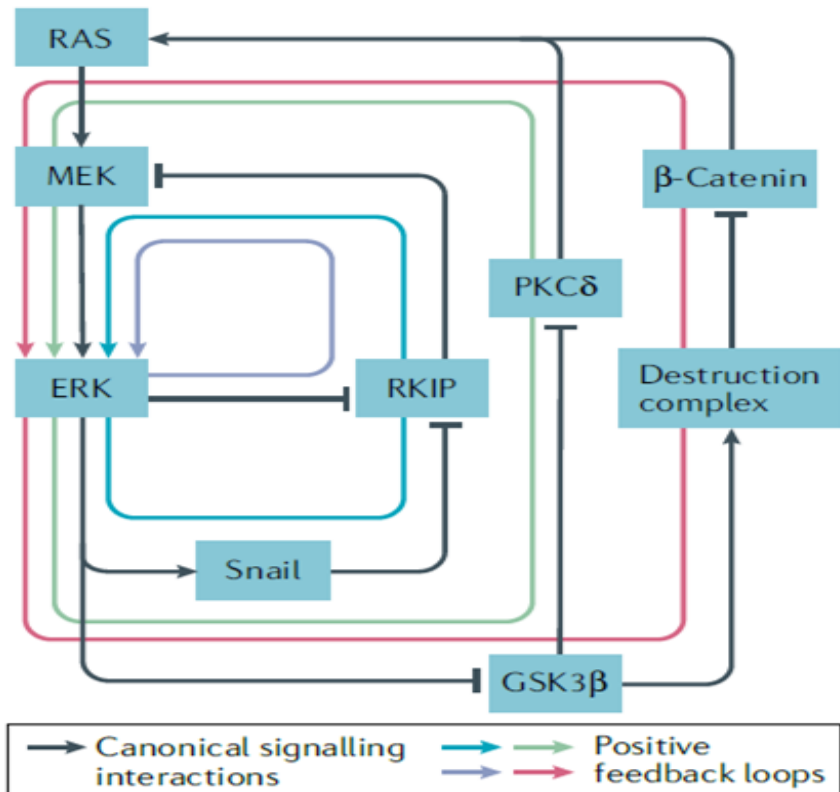 RAS
MEK
β-Catenin
PKCδ
ERK
RKIP
Destruction
complex
Snail
GSK3β
Canonical signalling
interactions
Positive
feedback loops